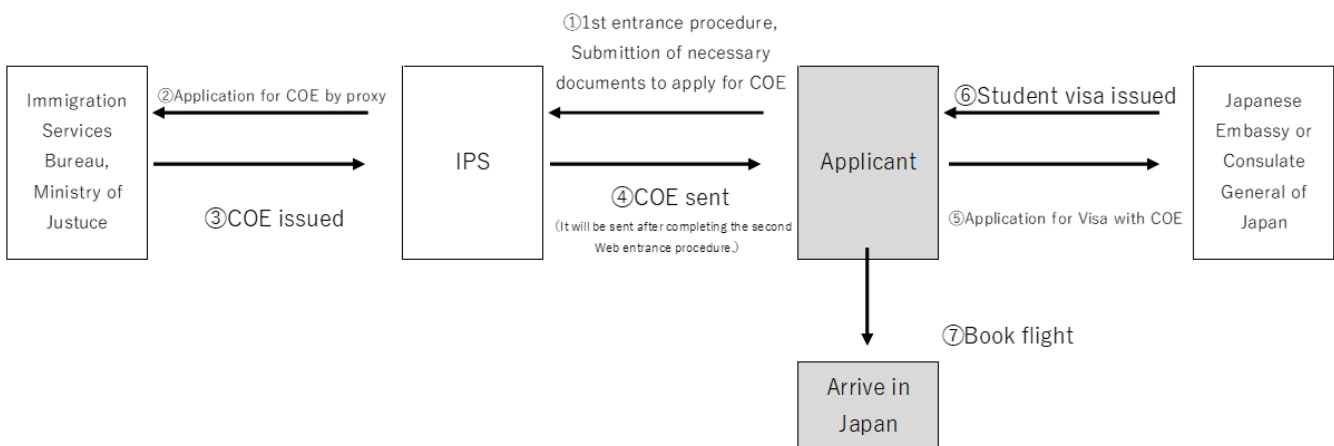 ①1st entrance procedure,
Submittion of necessary
documents to apply for COE
Immigration
Services
Bureau,
Ministry of
Justuce
②Application for COE by proxy
③COE issued
IPS
④COE sent
(It will be sent after completing the second
Web entrance procedure.)
Applicant
⑥Student visa issued
⑤Application for Visa with COE
Japanese
Embassy or
Consulate
General of
Japan
⑦Book flight
Arrive in
Japan